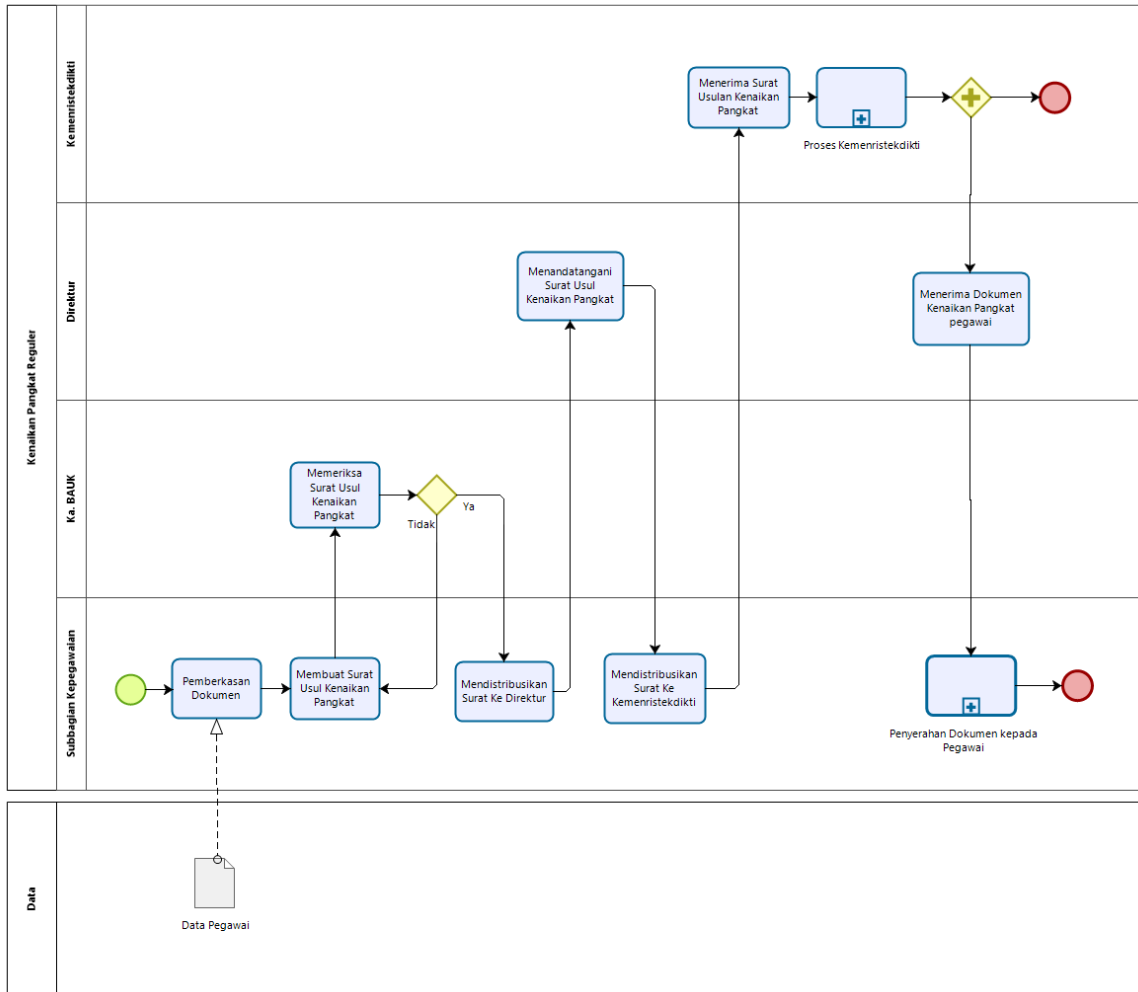 Kenaikan Pangkat Reguler
Kemenristekdikti
Menerima Surat
Usulan Kenaikan
Pangkat
Proses Kemenristekdikti
Direktur
Menandatangani
Surat Usul
Kenaikan Pangkat
Menerima Dokumen
Kenaikan Pangkat
pegawai
Ka. BAUK
Memeriksa
Surat Usul
Kenaikan
Pangkat
Ya
Tidak
Subbagian Kepegawaian
Pemberkasan
Dokumen
Membuat Surat
Usul Kenaikan
Pangkat
Mendistribusikan
Surat Ke Direktur
Mendistribusikan
Surat Ke
Kemenristekdikti
Penyerahan Dokumen kepada
Pegawai
Data
Data Pegawai